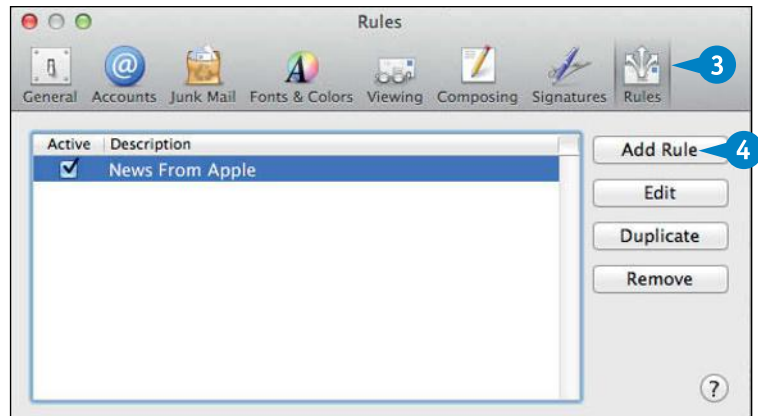 Rules
General Accounts Junk Mail Fonts & Colors Viewing Composing Signatures Rules
3
Active Description
News From Apple
Add Rule
4
Edit
Duplicate
Remove
?